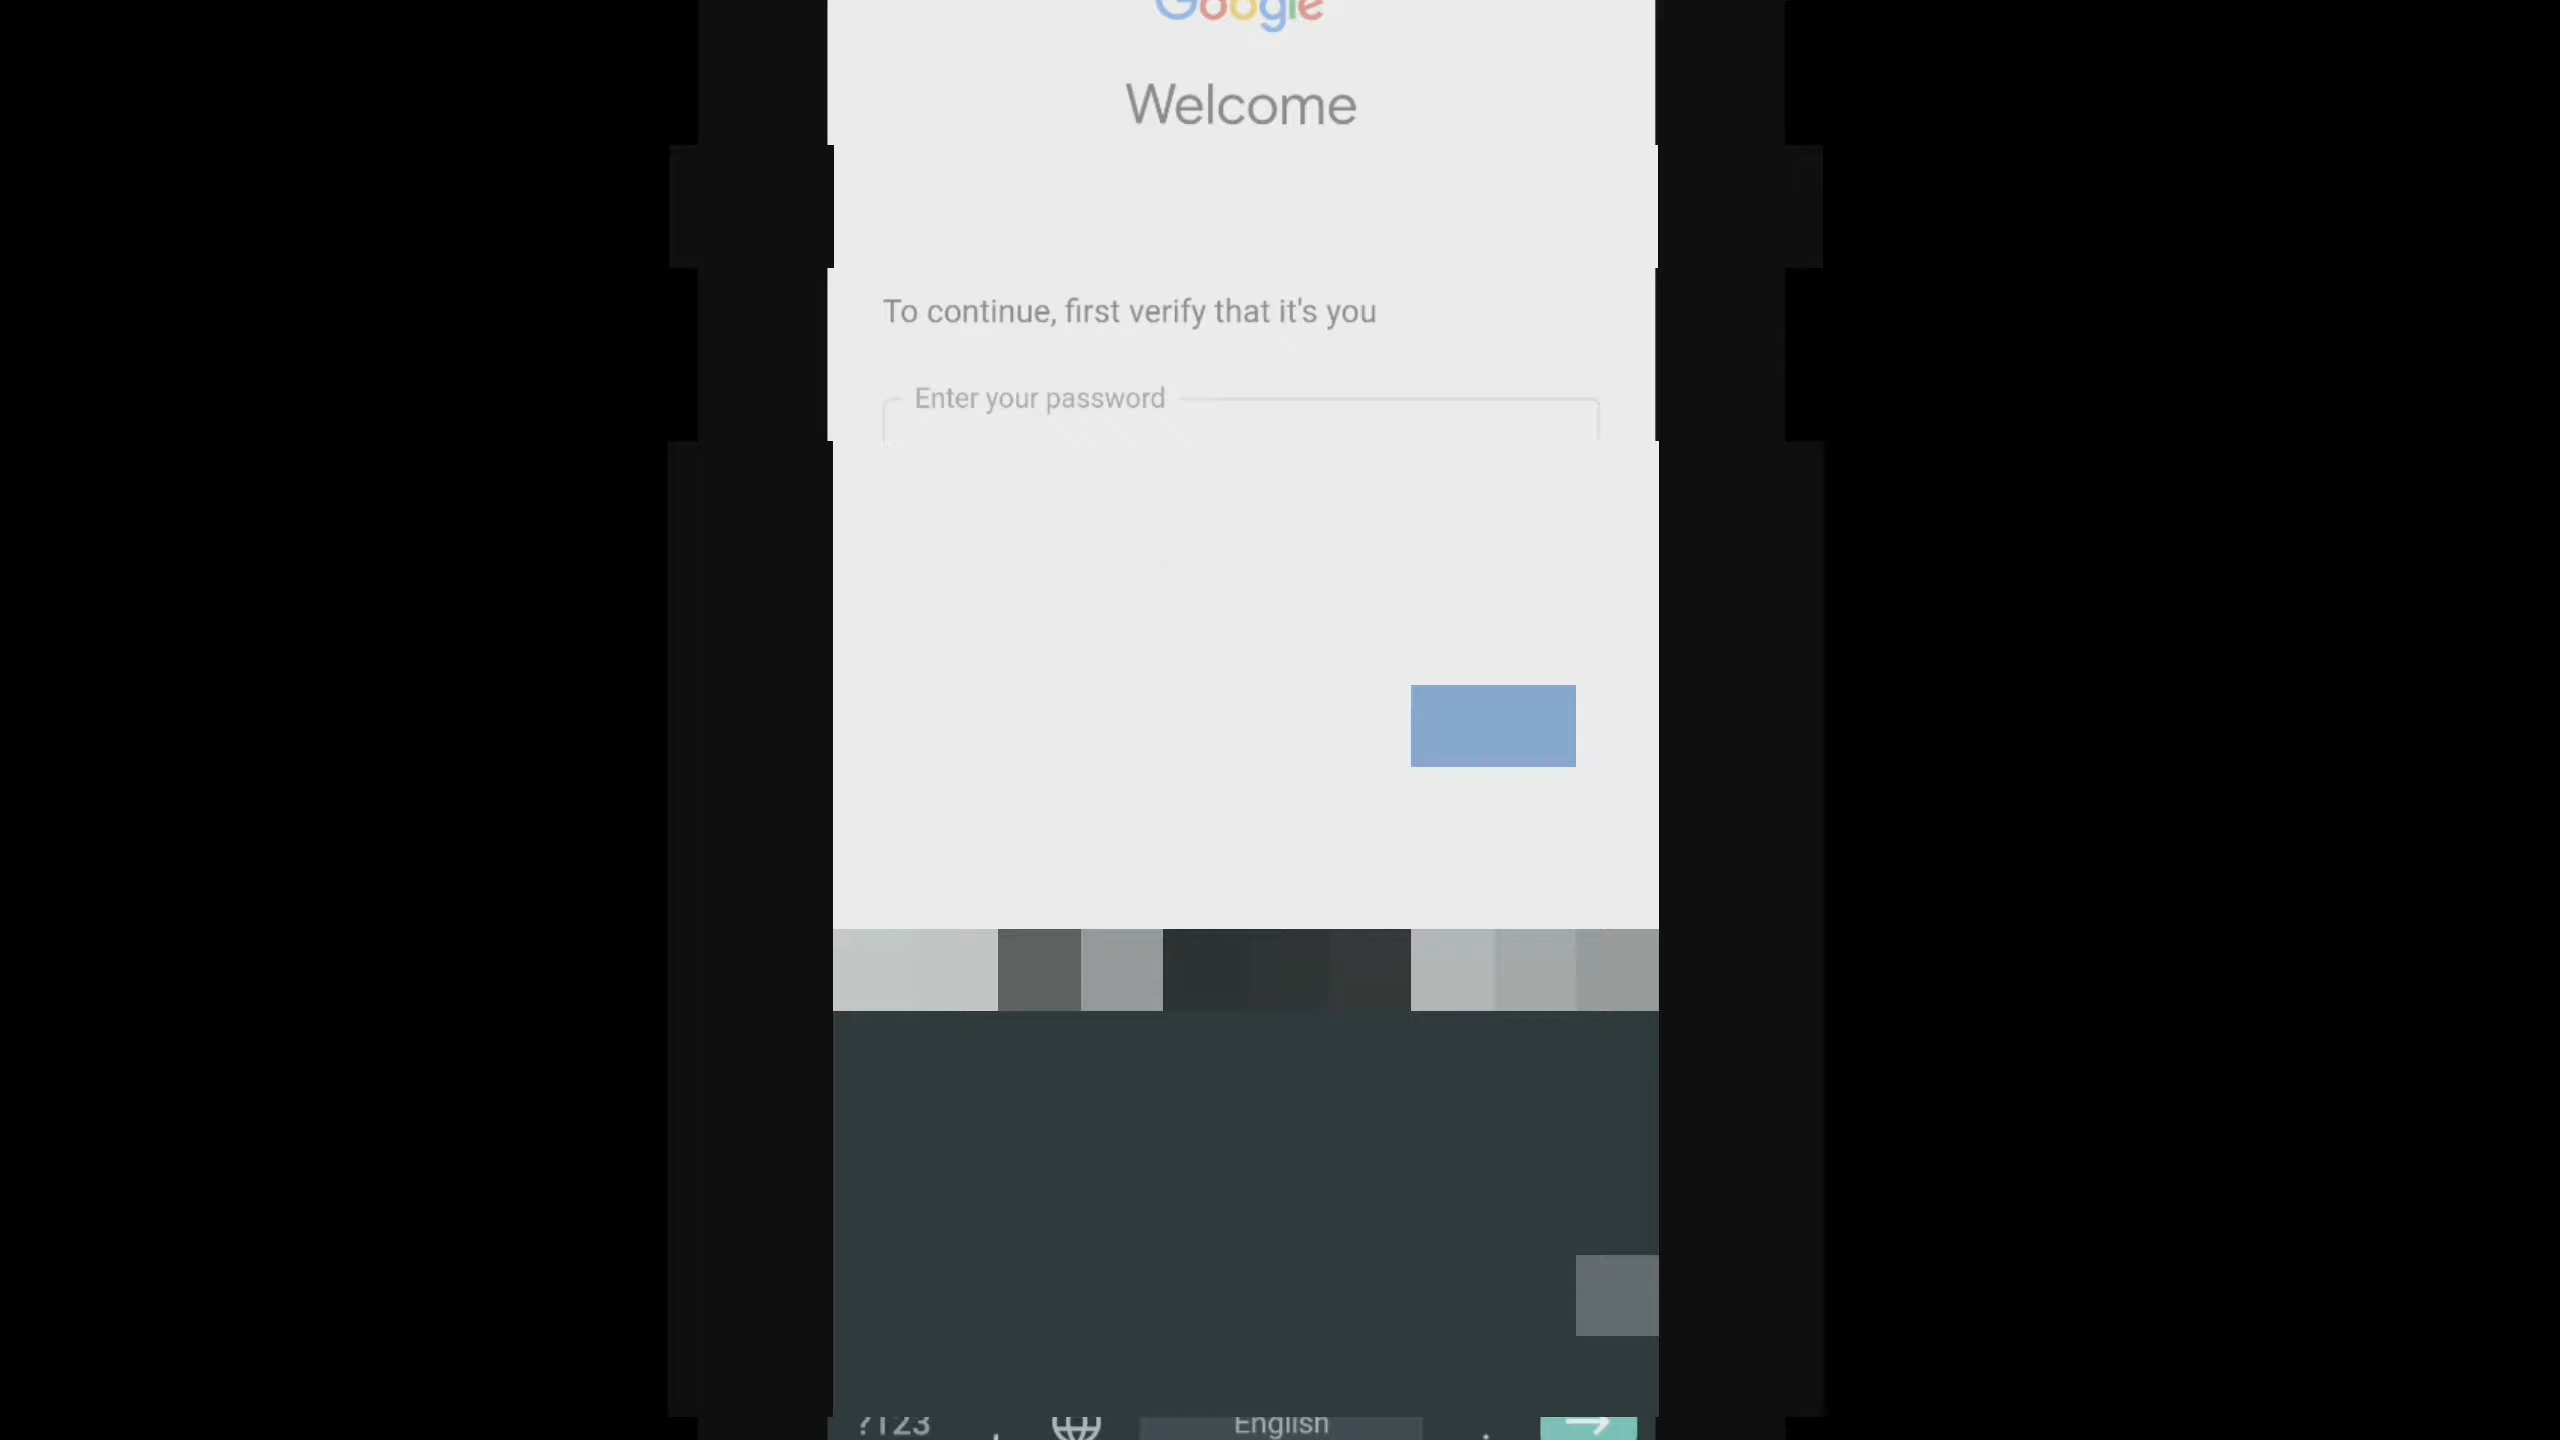 Google
Welcome
To continue, first verify that it's you
Enter your password
?123
English